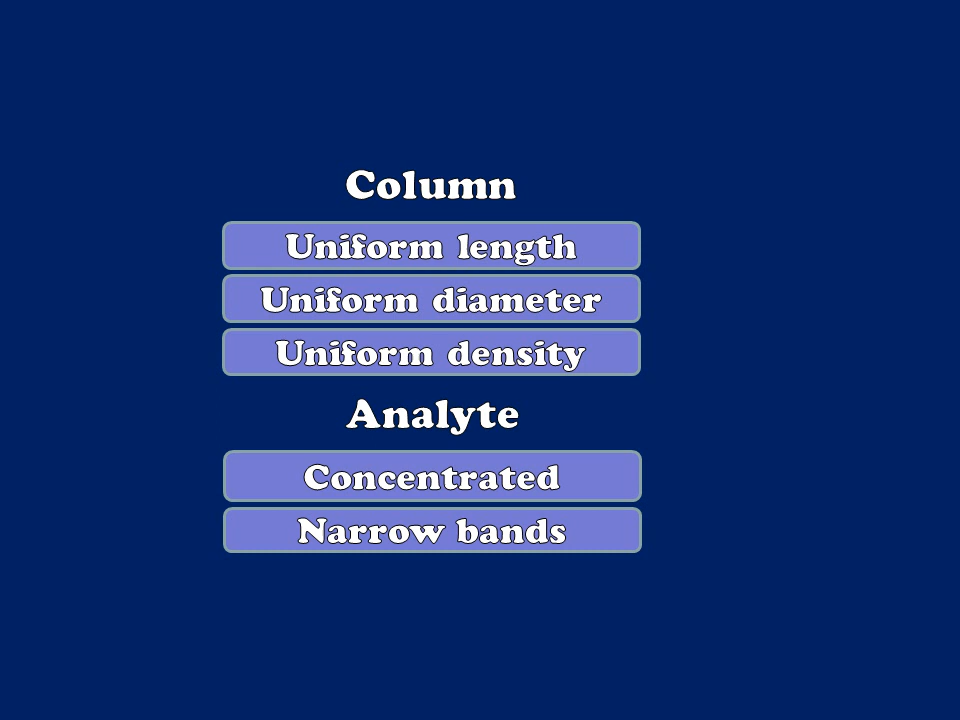 Column
Uniform length
Uniform diameter
Uniform density
Analyte
Concentrated
Narrow bands